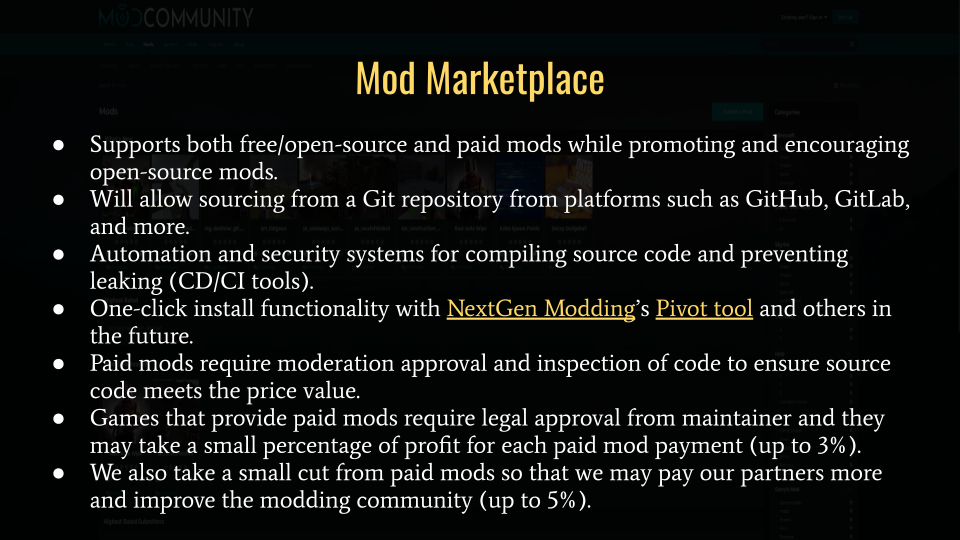 MODCOMMUNITY
Mods
Mod Marketplace
● Supports both free/open-source and paid mods while promoting and encouraging
open-source mods.
● Will allow sourcing from a Git repository from platforms such as GitHub, GitLab,
and more.
● Automation and security systems for compiling source code and preventing
leaking (CD/CI tools).
● One-click install functionality with NextGen Modding’s Pivot tool and others in
the future.
● Paid mods require moderation approval and inspection of code to ensure source
code meets the price value.
● Games that provide paid mods require legal approval from maintainer and they
may take a small percentage of profit for each paid mod payment (up to 3%).
● We also take a small cut from paid mods so that we may pay our partners more
and improve the modding community (up to 5%).